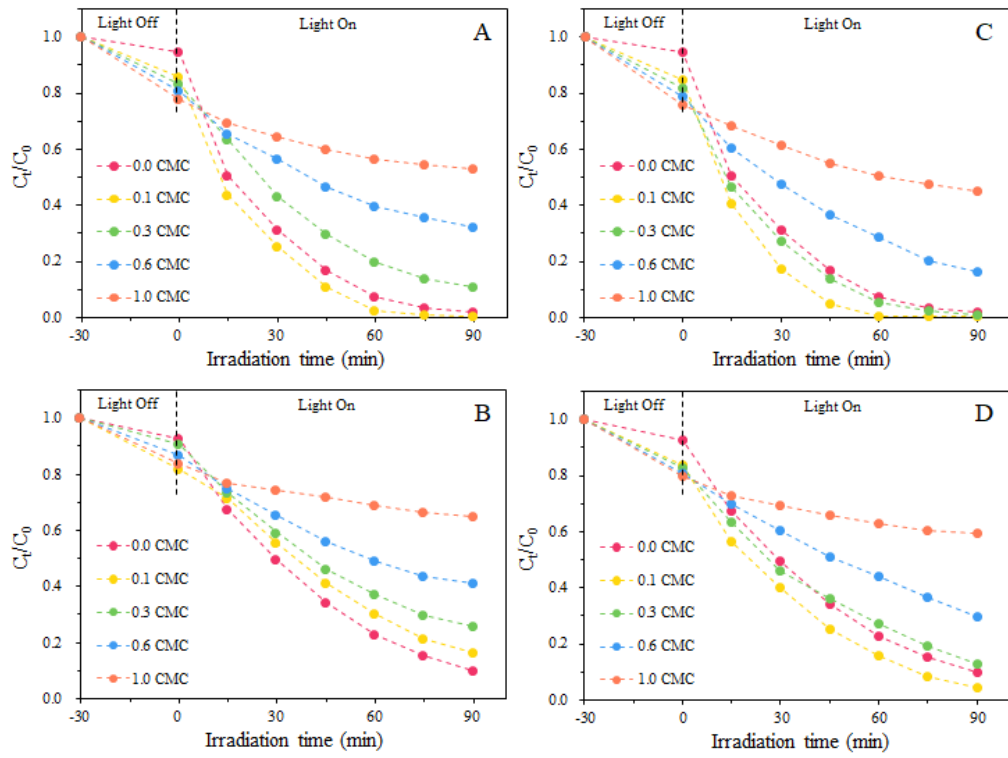 Light Off
Light On
A
1.0
0.8
0.6
0.4
0.2
0.0
Ct/C0
0.0 CMC
0.1 CMC
0.3 CMC
0.6 CMC
1.0 CMC
-30
0
30
60
90
Irradiation time (min)
Light Off
Light On
C
1.0
0.8
0.6
0.4
0.2
0.0
Ct/C0
0.0 CMC
0.1 CMC
0.3 CMC
0.6 CMC
1.0 CMC
-30
0
30
60
90
Irradiation time (min)
Light Off
Light On
B
1.0
0.8
0.6
0.4
0.2
0.0
Ct/C0
0.0 CMC
0.1 CMC
0.3 CMC
0.6 CMC
1.0 CMC
-30
0
30
60
90
Irradiation time (min)
Light Off
Light On
D
1.0
0.8
0.6
0.4
0.2
0.0
Ct/C0
0.0 CMC
0.1 CMC
0.3 CMC
0.6 CMC
1.0 CMC
-30
0
30
60
90
Irradiation time (min)